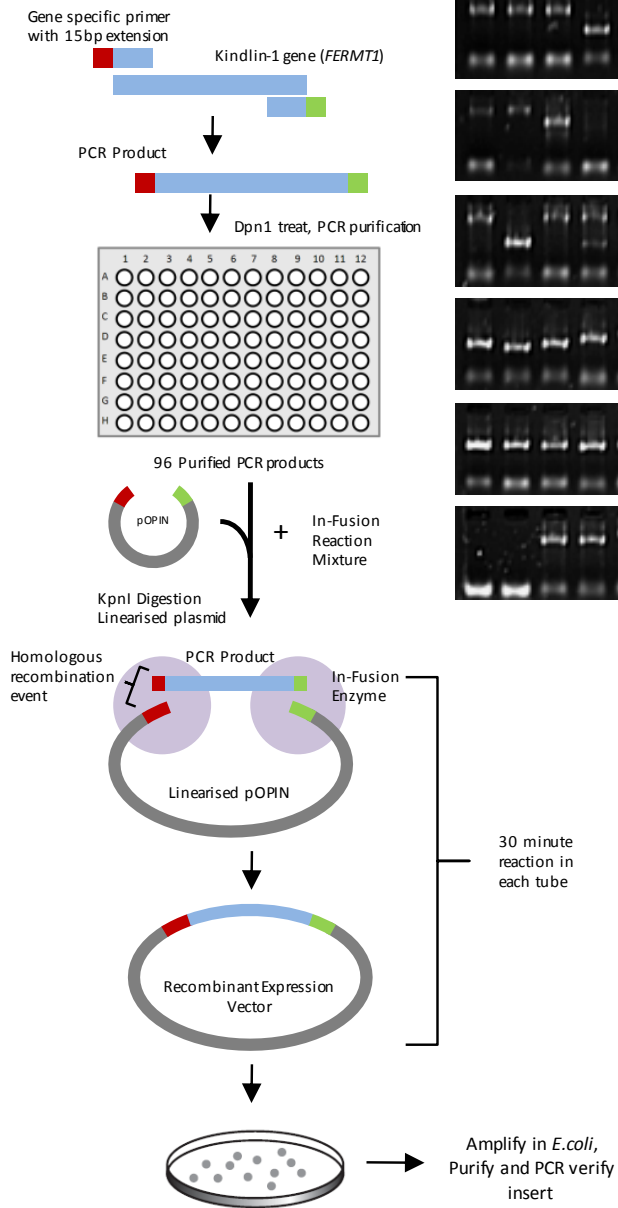 Gene specific primer
with 15bp extension
Kindlin-1 gene (FERMT1)
PCR Product
Dpn1 treat, PCR purification
1 2 3 4 5 6 7 8 9 10 11 12
A
B
C
D
E
F
G
H
96 Purified PCR products
pOPIN
+
In-Fusion
Reaction
Mixture
KpnI Digestion
Linearised plasmid
Homologous
recombination
event
PCR Product
In-Fusion
Enzyme
Linearised pOPIN
30 minute
reaction in
each tube
Recombinant Expression
Vector
Amplify in E.coli,
Purify and PCR verify
insert